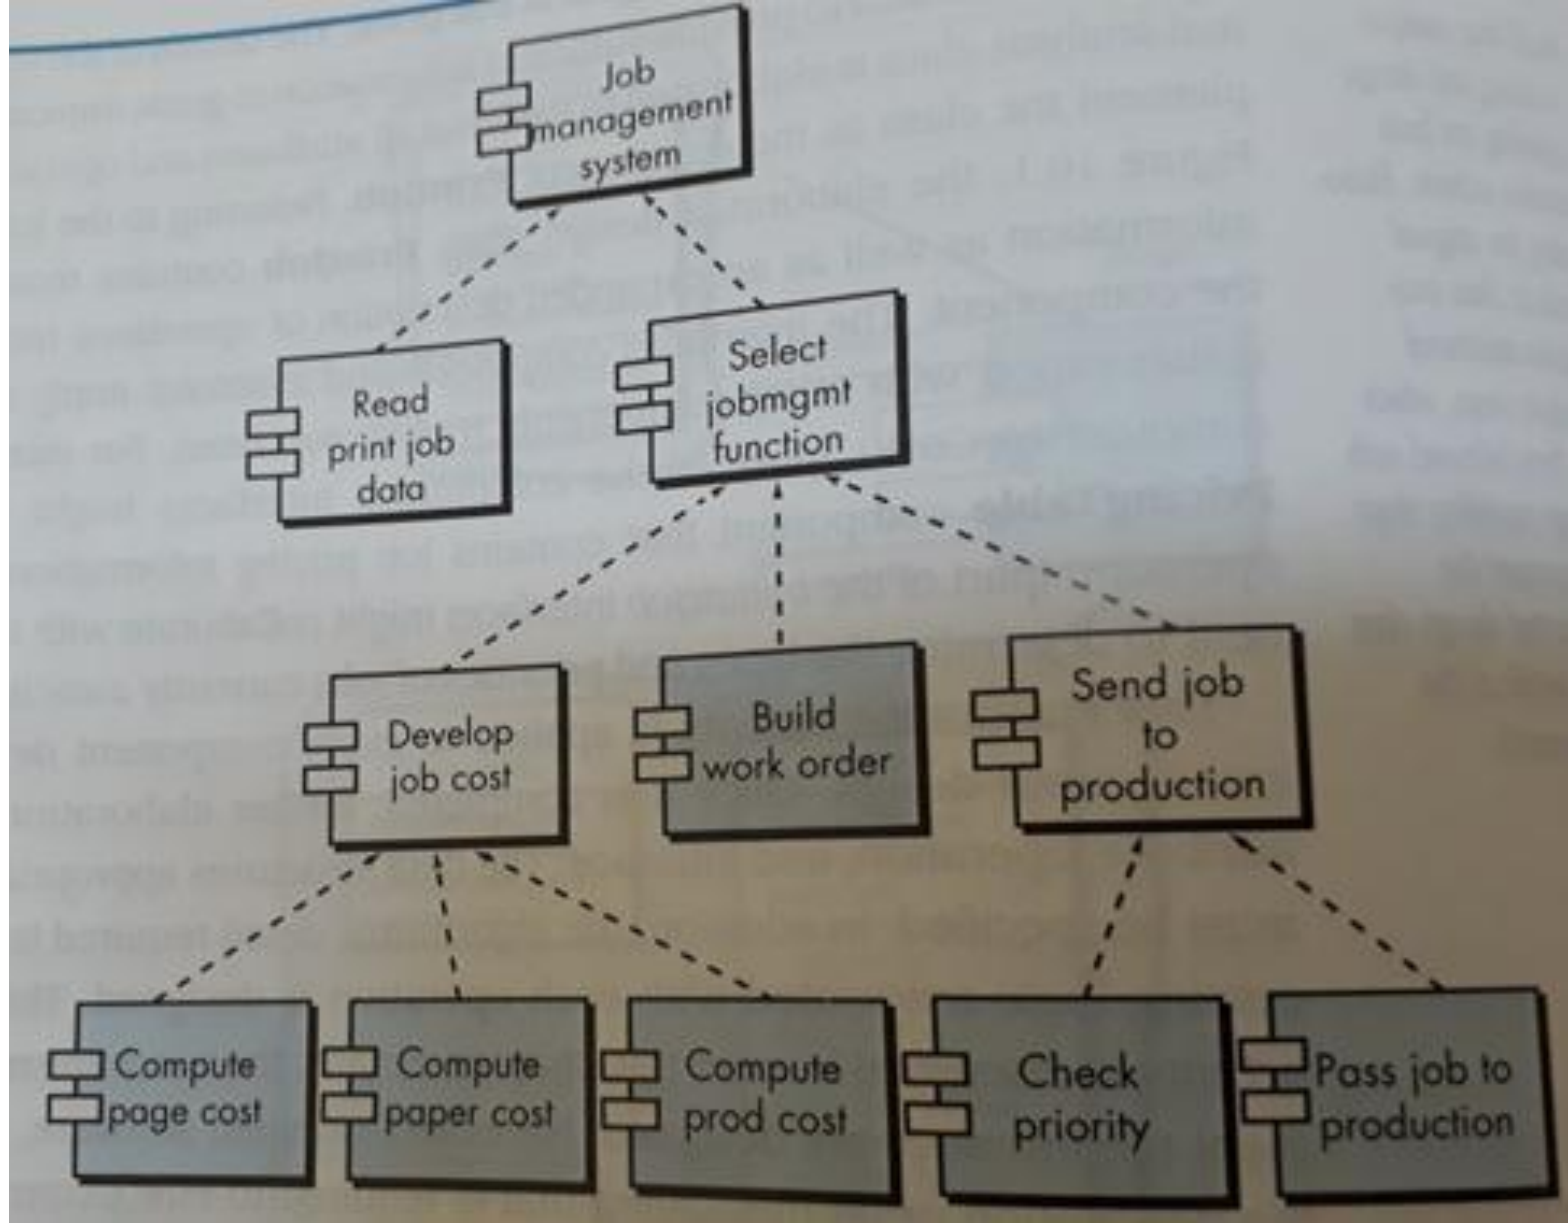 Job
management
system
Read
print job
data
Select
jobmgmt
function
Develop
job cost
Build
work order
Send job
to
production
Compute
page cost
Compute
paper cost
Compute
prod cost
Check
priority
Pass job to
production